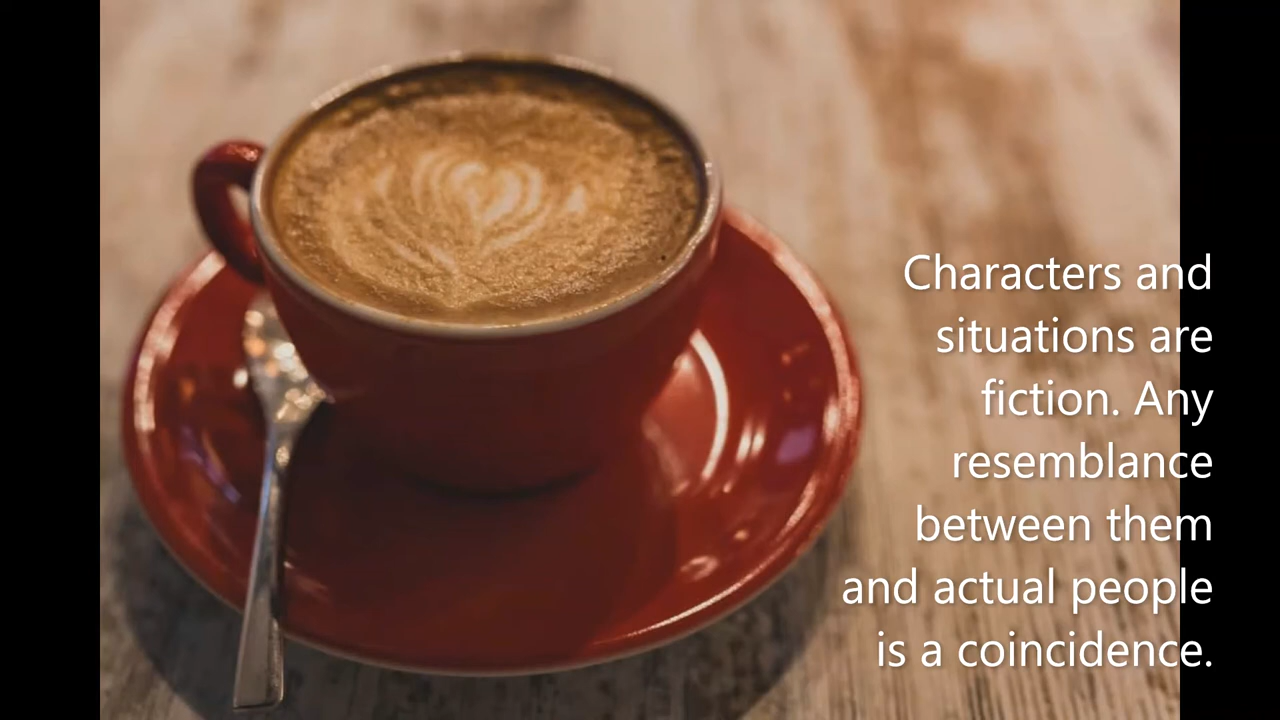 Characters and
situations are
fiction. Any
resemblance
between them
and actual people
is a coincidence.